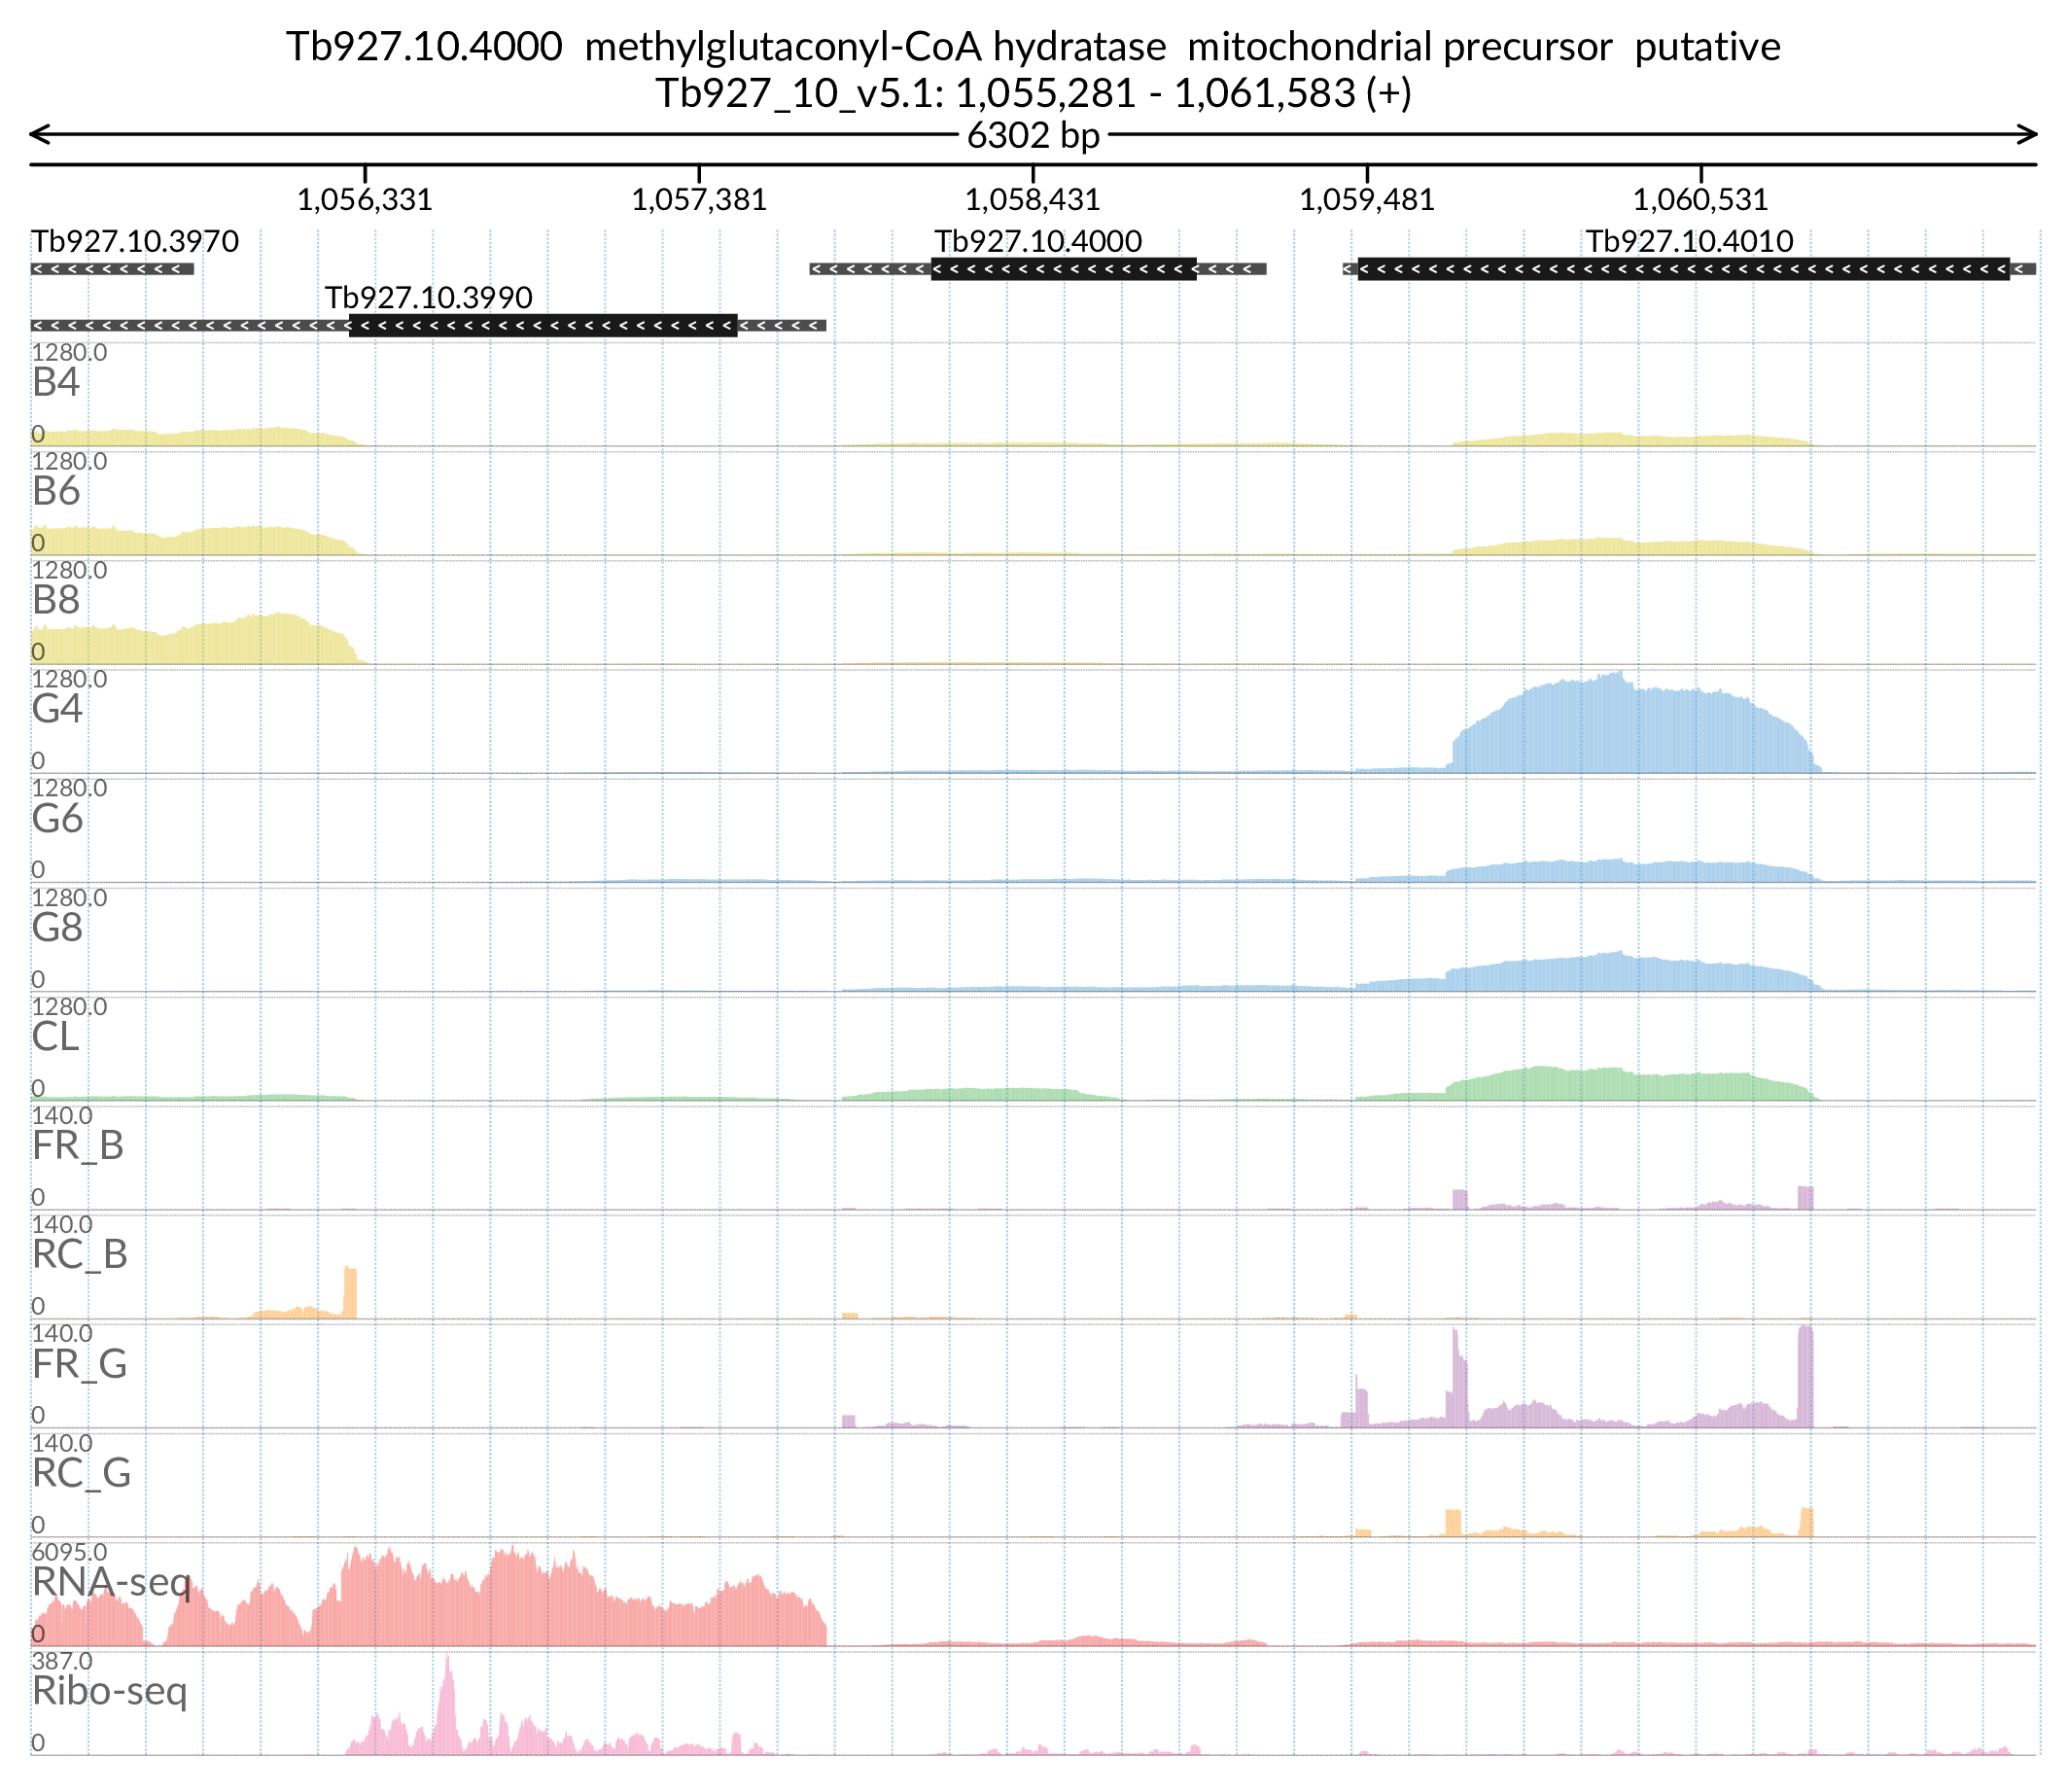 Tb927.10.4000 methylglutaconyl-CoA hydratase mitochondrial precursor putative
Tb927_10_v5.1: 1,055,281 - 1,061,583 (+)
6302 bp
1,056,331 1,057,381 1,058,431 1,059,481 1,060,531
Tb927.10.3970 Tb927.10.4000 Tb927.10.4010
Tb927.10.3990
1280.0
B4
0
1280.0
B6
0
1280.0
B8
0
1280.0
G4
0
1280.0
G6
0
1280.0
G8
0
1280.0
CL
0
140.0
FR_B
0
140.0
RC_B
0
140.0
FR_G
0
140.0
RC_G
0
6095.0
RNA-seq
0
387.0
Ribo-seq
0